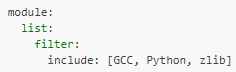 module:
  list:
    filter:
      include: [GCC, Python, zlib]